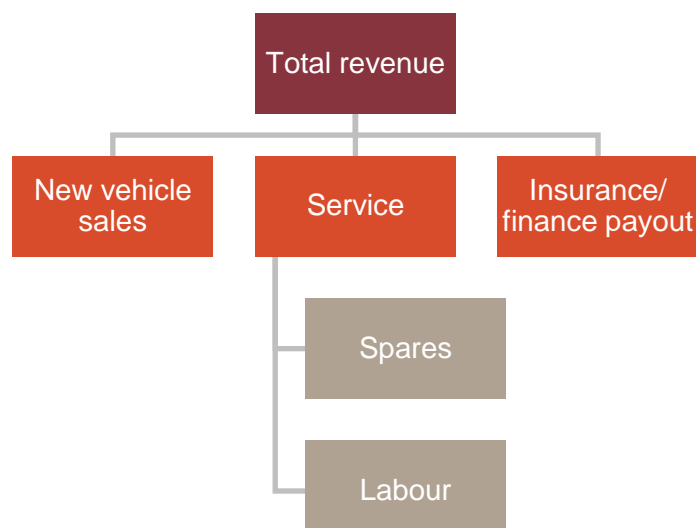 Total revenue
New vehicle
sales
Service
Insurance/
finance payout
Spares
Labour